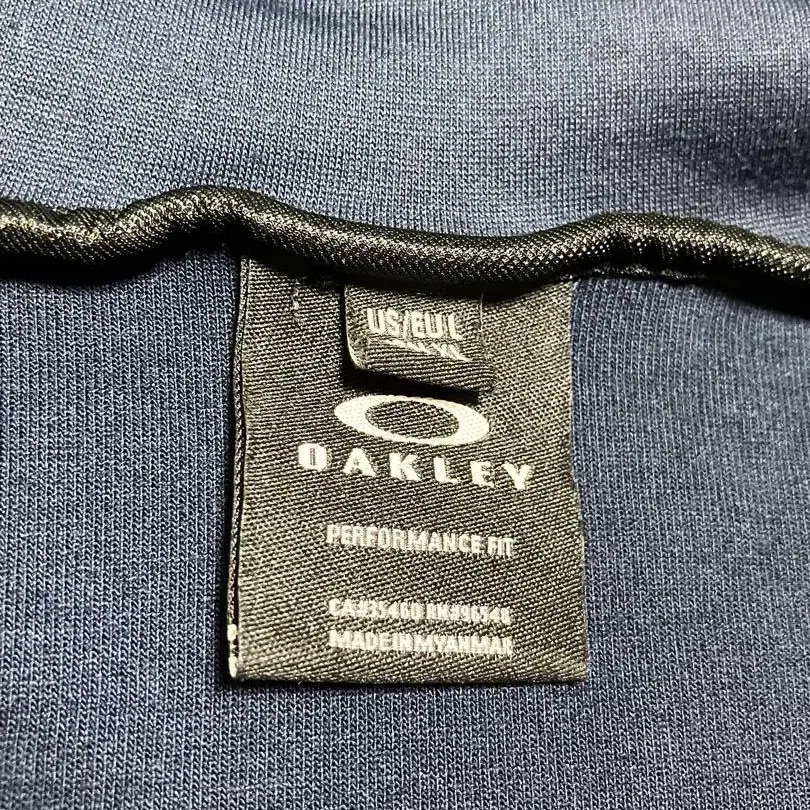 US/EU L
OAKLEY
PERFORMANCE FIT
CA#35460 RN#96548
MADE IN MYANMAR